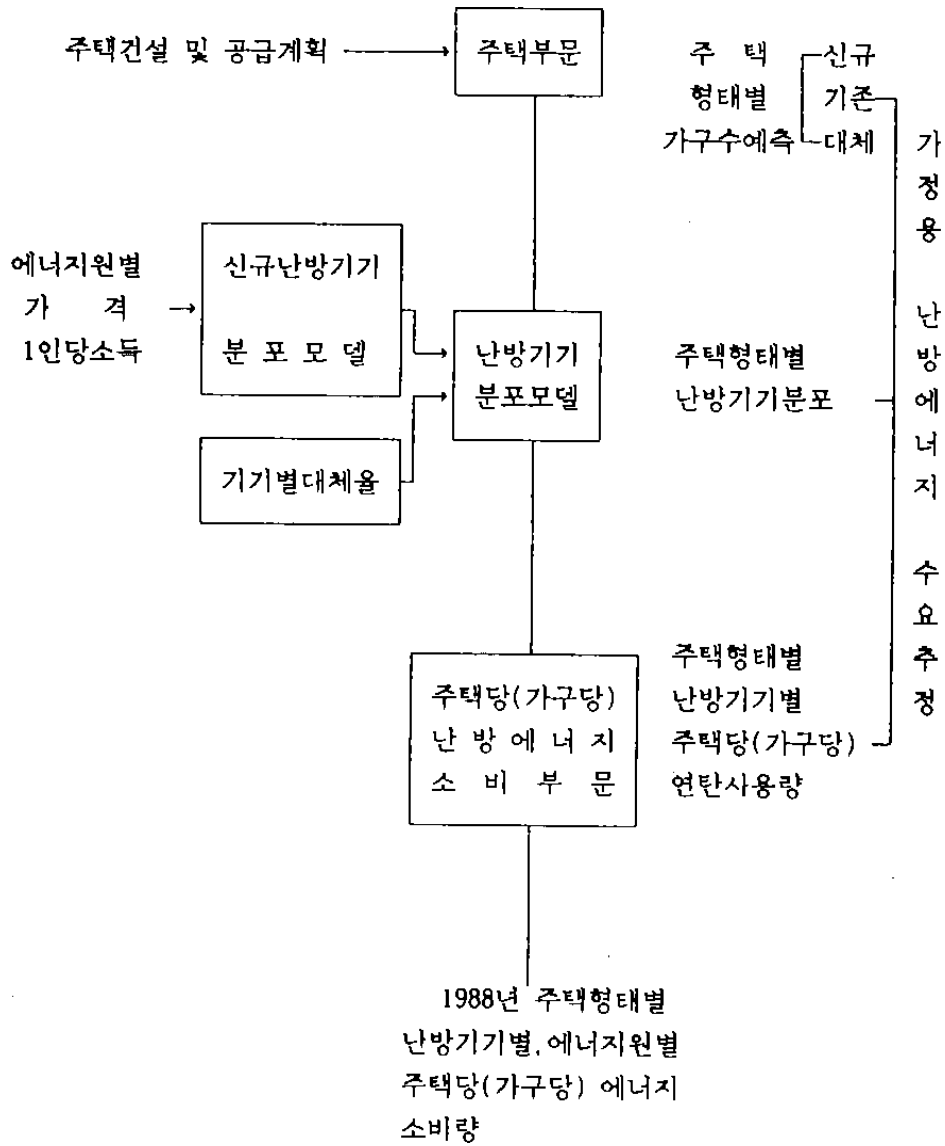 주택건설 및 공급계획
주택부문
주 택
형태별
가구수예측
신규
기존
대체
에너지원별
가 격
1인당소득
신규난방기기
분 포 모 델
기기별대체율
난방기기
분포모델
주택형태별
난방기기분포
주택당(가구당)
난 방 에 너 지
소 비 부 문
주택형태별
난방기기별
주택당(가구당)
연탄사용량
가정용 난방에너지 수요추정
1988년 주택형태별
난방기기별, 에너지원별
주택당(가구당) 에너지
소비량